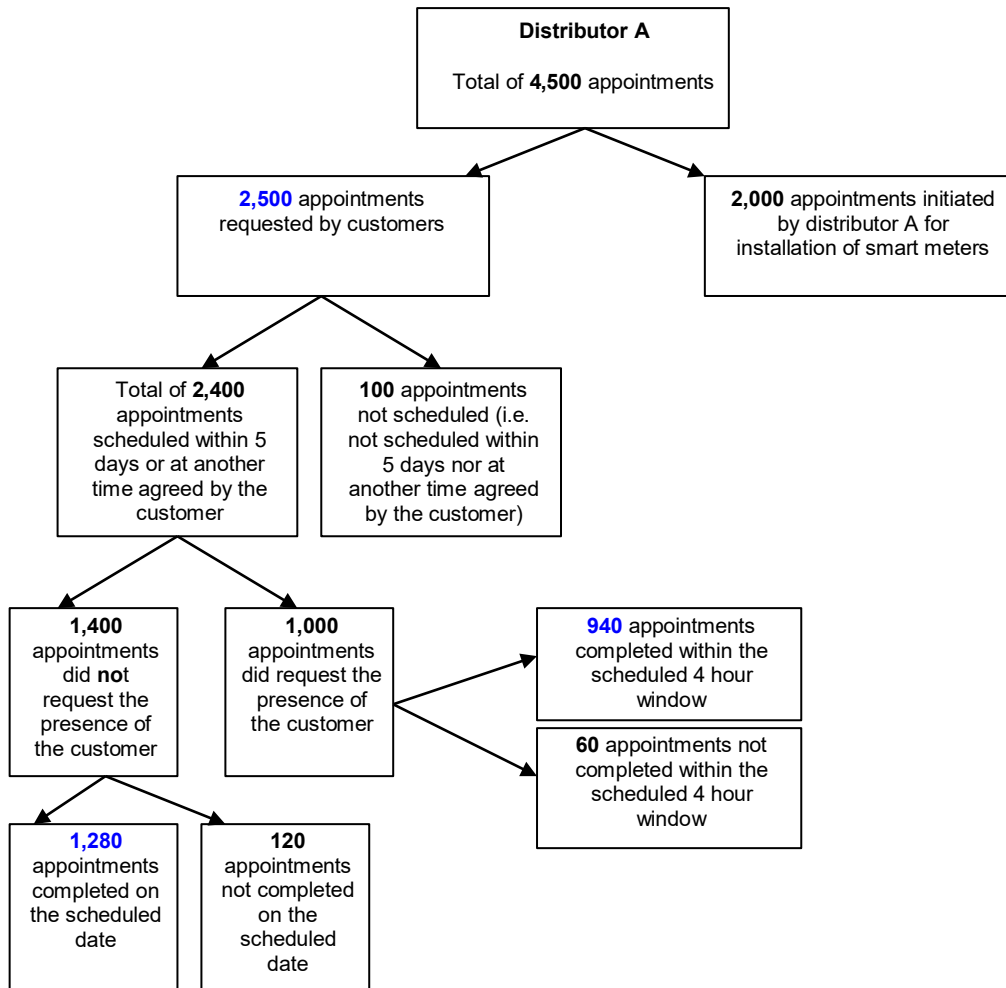 Distributor A
Total of 4,500 appointments
2,500 appointments
requested by customers
2,000 appointments initiated
by distributor A for
installation of smart meters
Total of 2,400
appointments
scheduled within 5
days or at another
time agreed by the
customer
100 appointments
not scheduled (i.e.
not scheduled within
5 days nor at
another time agreed
by the customer)
1,400
appointments
did not
request the
presence of
the customer
1,000
appointments
did request the
presence of
the customer
940 appointments
completed within the
scheduled 4 hour
window
60 appointments not
completed within the
scheduled 4 hour
window
1,280
appointments
completed on
the scheduled
date
120
appointments
not completed
on the
scheduled
date